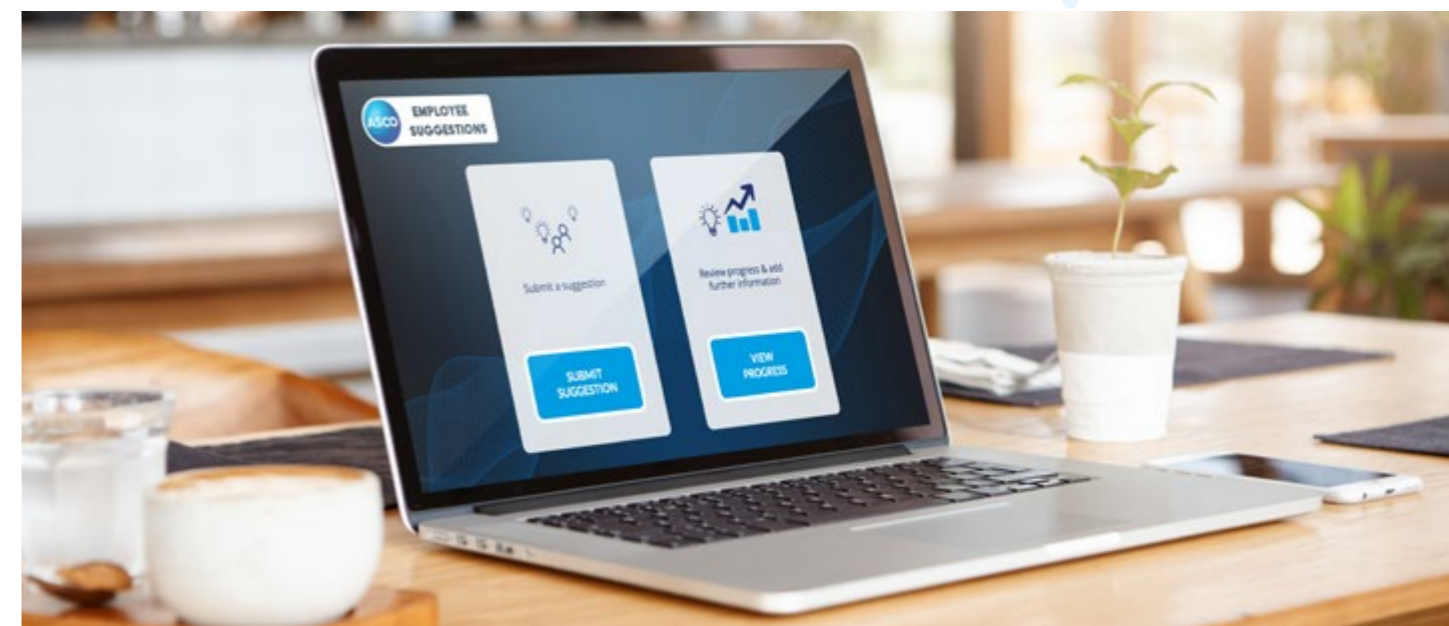 ASCO
EMPLOYEE
SUGGESTIONS
Submit a suggestion
SUBMIT
SUGGESTION
Review progress & add
further information
VIEW
PROGRESS